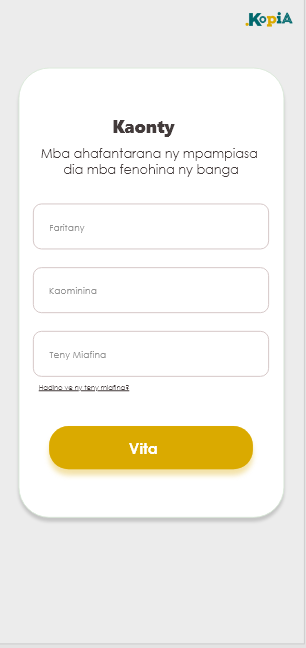 .KopiA
Kaonty
Mba ahafantarana ny mpampiasa
dia mba fenohina ny banga
Faritany
Kaominina
Teny Miafina
Hadino ve ny teny miafina?
Vita